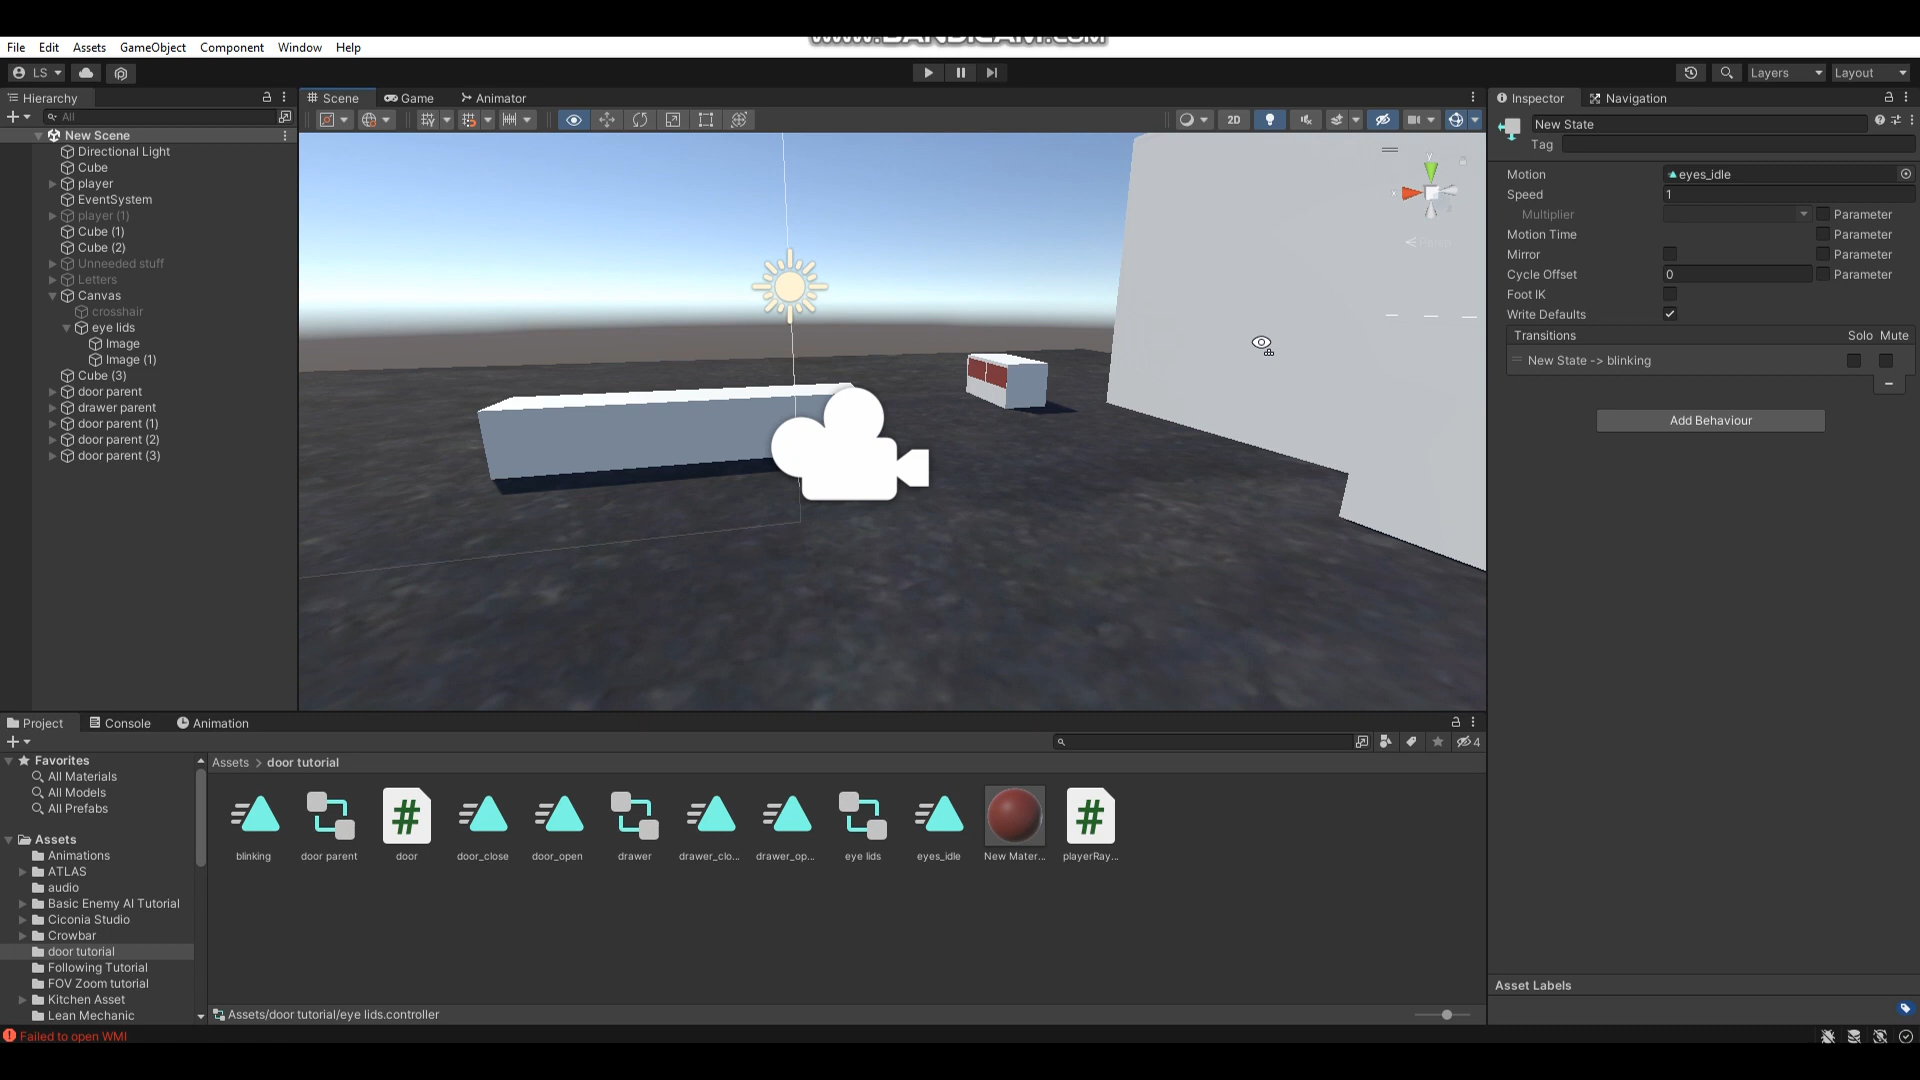 www.BANDICAM.com
File Edit Assets GameObject Component Window Help
LS Layers Layout
Hierarchy Scene Game Animator Inspector Navigation
All
2D
New State
Tag
New Scene
Directional Light
Cube
player
EventSystem
player (1)
Cube (1)
Cube (2)
Unneeded stuff
Letters
Canvas
crosshair
eye lids
Image
Image (1)
Cube (3)
door parent
drawer parent
door parent (1)
door parent (2)
door parent (3)
y
x
Persp
Motion eyes_idle
Speed 1
Multiplier Parameter
Motion Time Parameter
Mirror Parameter
Cycle Offset 0 Parameter
Foot IK
Write Defaults
Transitions Solo Mute
New State -> blinking
Add Behaviour
Project Console Animation
4
Favorites
All Materials
All Models
All Prefabs
Assets
Animations
ATLAS
audio
Basic Enemy AI Tutorial
Ciconia Studio
Crowbar
door tutorial
Following Tutorial
FOV Zoom tutorial
Kitchen Asset
Lean Mechanic
Assets > door tutorial
blinking door parent door door_close door_open drawer drawer_clo... drawer_op... eye lids eyes_idle New Mater... playerRay...
Assets/door tutorial/eye lids.controller
Asset Labels
Failed to open WMI